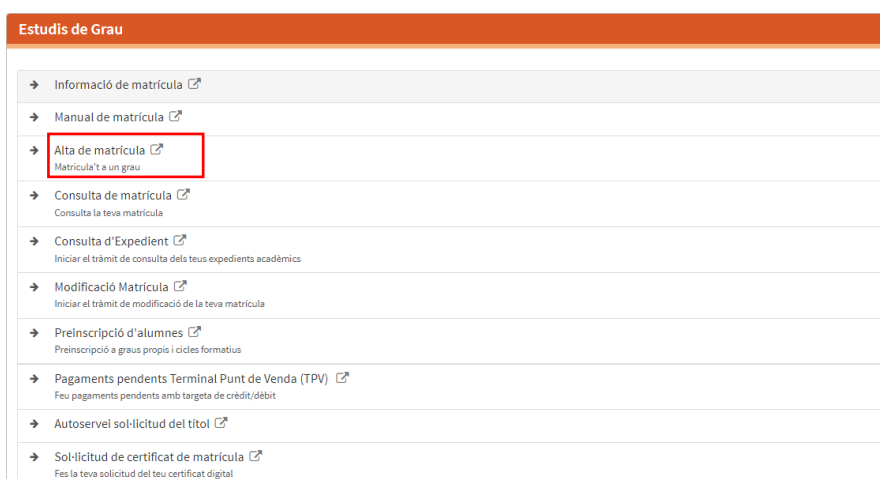 Estudis de Grau
Informació de matrícula
Manual de matrícula
Alta de matrícula
Matricula't a un grau
Consulta de matrícula
Consulta la teva matrícula
Consulta d'Expedient
Iniciar el tràmit de consulta dels teus expedients acadèmics
Modificació Matrícula
Iniciar el tràmit de modificació de la teva matrícula
Preinscripció d'alumnes
Preinscripció a graus propis i cicles formatius
Pagaments pendents Terminal Punt de Venda (TPV)
Feu pagaments pendents amb targeta de crèdit/dèbit
Autoservei sol·licitud del títol
Sol·licitud de certificat de matrícula
Fes la teva solicitud del teu certificat digital